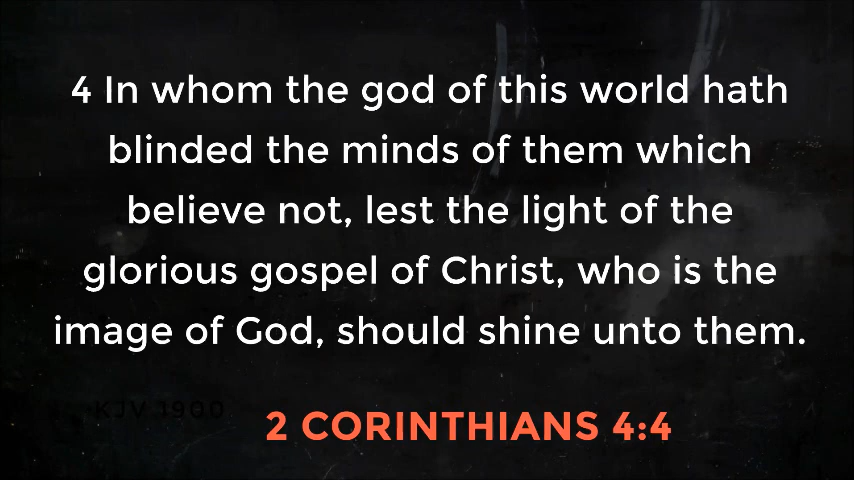 4 In whom the god of this world hath
blinded the minds of them which
believe not, lest the light of the
glorious gospel of Christ, who is the
image of God, should shine unto them.
KJV 1900
2 CORINTHIANS 4:4